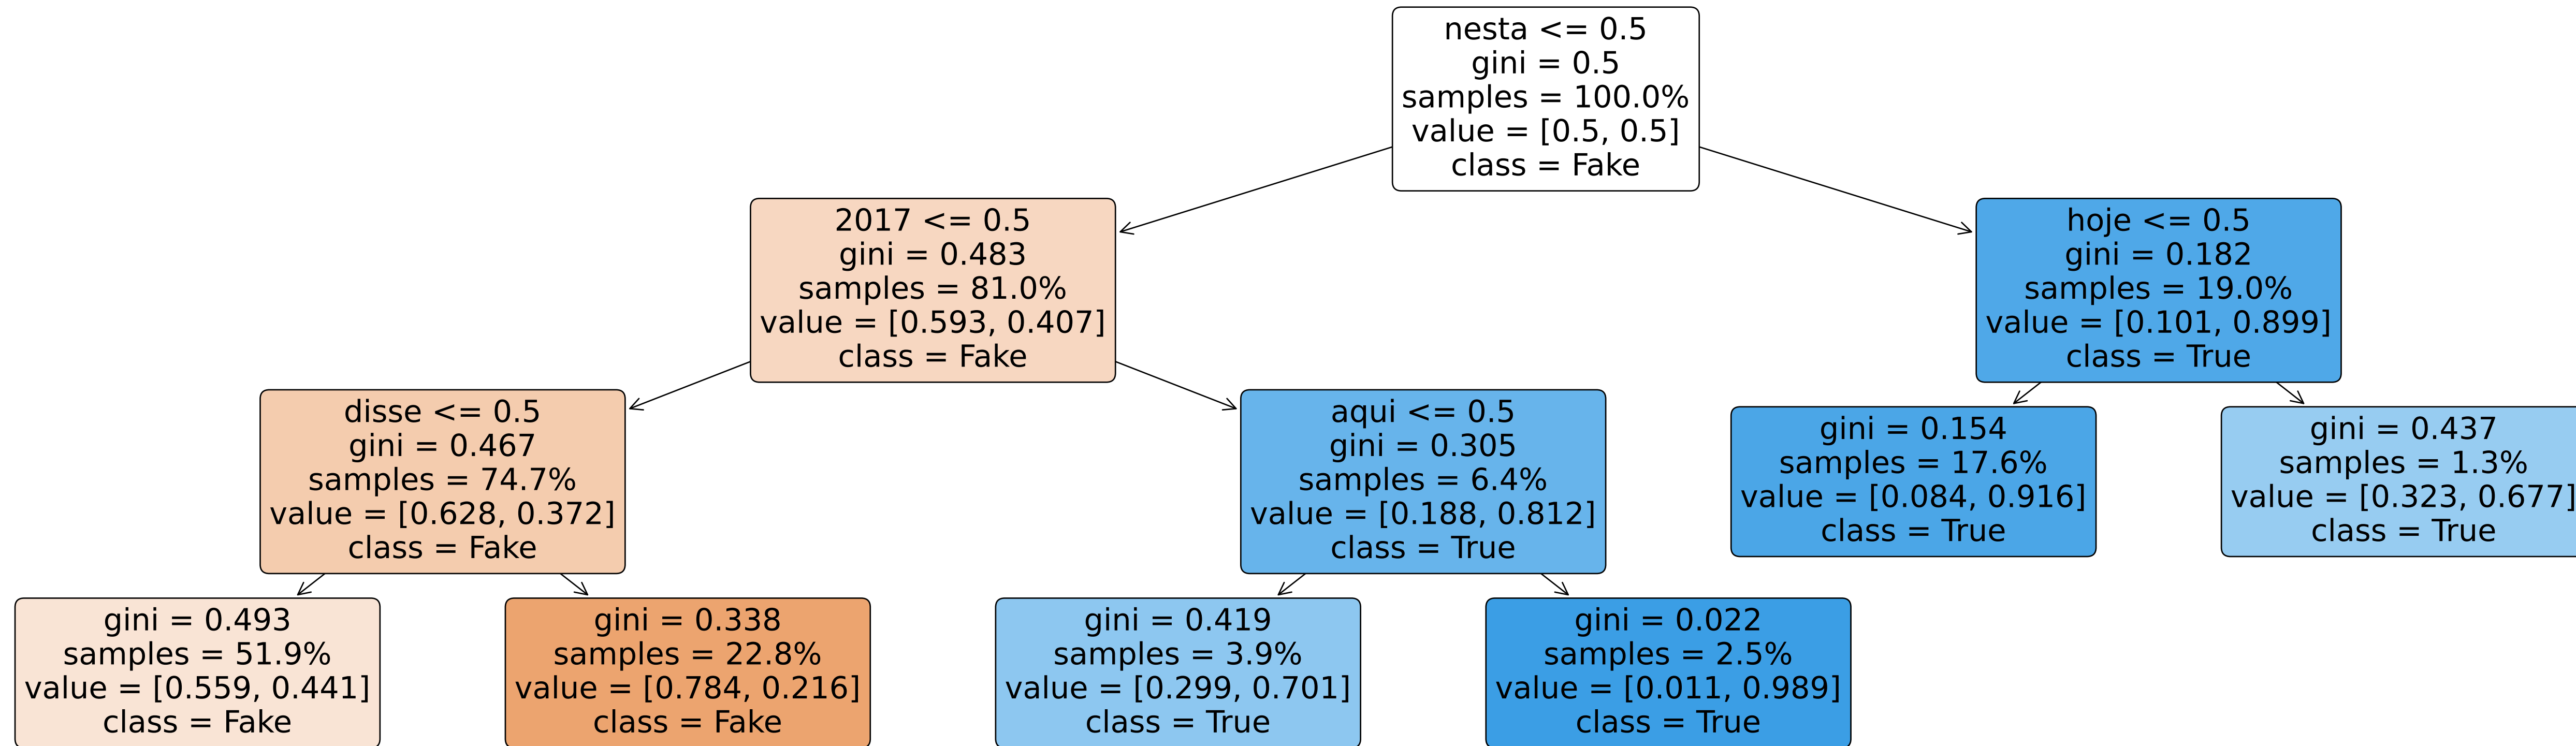 nesta <= 0.5
gini = 0.5
samples = 100.0%
value = [0.5, 0.5]
class = Fake
2017 <= 0.5
gini = 0.483
samples = 81.0%
value = [0.593, 0.407]
class = Fake
hoje <= 0.5
gini = 0.182
samples = 19.0%
value = [0.101, 0.899]
class = True
disse <= 0.5
gini = 0.467
samples = 74.7%
value = [0.628, 0.372]
class = Fake
aqui <= 0.5
gini = 0.305
samples = 6.4%
value = [0.188, 0.812]
class = True
gini = 0.154
samples = 17.6%
value = [0.084, 0.916]
class = True
gini = 0.437
samples = 1.3%
value = [0.323, 0.677]
class = True
gini = 0.493
samples = 51.9%
value = [0.559, 0.441]
class = Fake
gini = 0.338
samples = 22.8%
value = [0.784, 0.216]
class = Fake
gini = 0.419
samples = 3.9%
value = [0.299, 0.701]
class = True
gini = 0.022
samples = 2.5%
value = [0.011, 0.989]
class = True